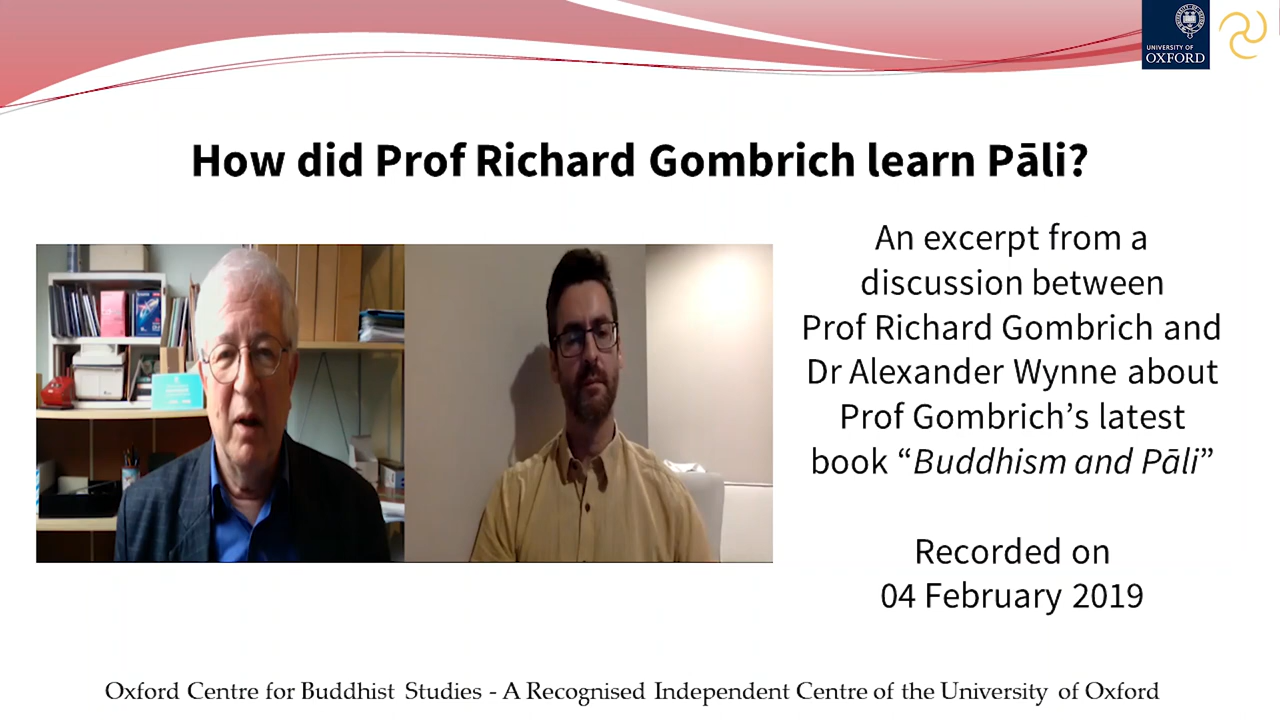 UNIVERSITY OF
OXFORD
How did Prof Richard Gombrich learn Pāli?
An excerpt from a
discussion between
Prof Richard Gombrich and
Dr Alexander Wynne about
Prof Gombrich’s latest
book “Buddhism and Pāli”
Recorded on
04 February 2019
Oxford Centre for Buddhist Studies - A Recognised Independent Centre of the University of Oxford